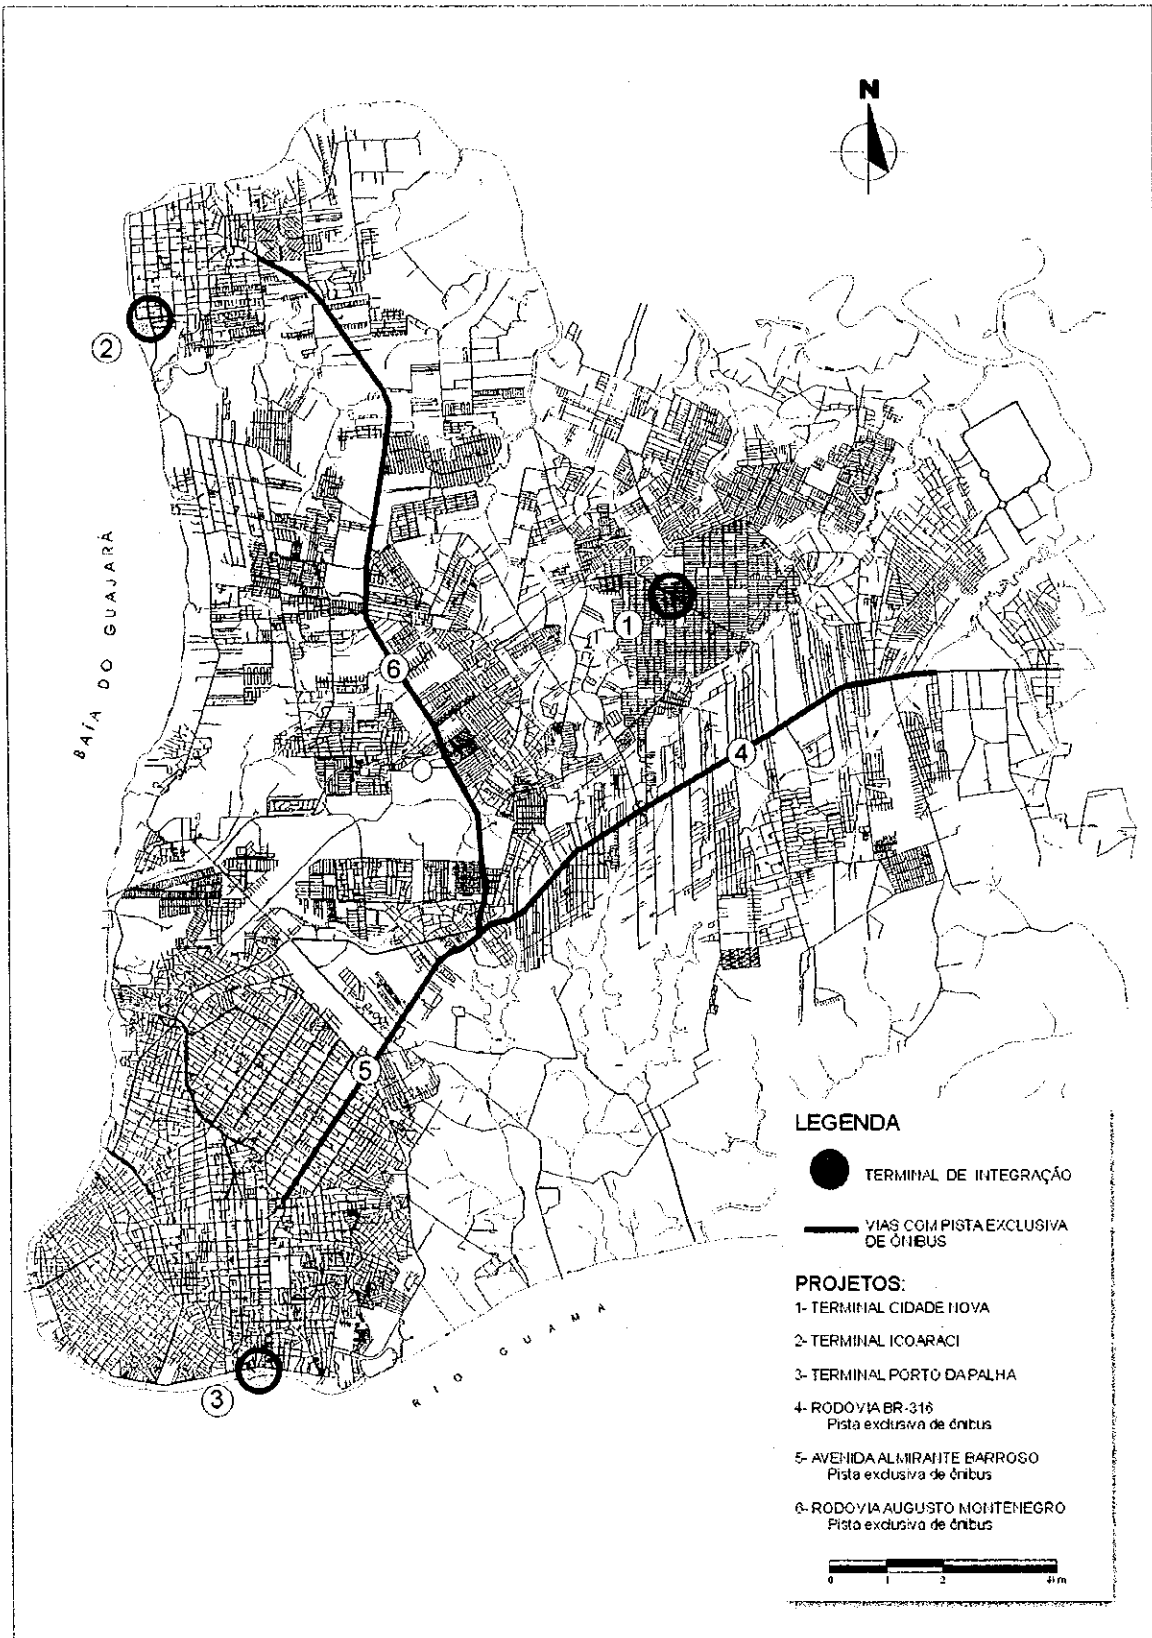 N
2
BAÍA DO GUAJARÁ
1
6
4
5
3
RIO GUAMA
LEGENDA
TERMINAL DE INTEGRAÇÃO
VIAS COM PISTA EXCLUSIVA
DE ÔNIBUS
PROJETOS:
1- TERMINAL CIDADE NOVA
2- TERMINAL ICOARACI
3- TERMINAL PORTO DA PALHA
4- RODOVIA BR-316
Pista exclusiva de ônibus
5- AVENIDA ALMIRANTE BARROSO
Pista exclusiva de ônibus
6- RODOVIA AUGUSTO MONTENEGRO
Pista exclusiva de ônibus
0 1 2